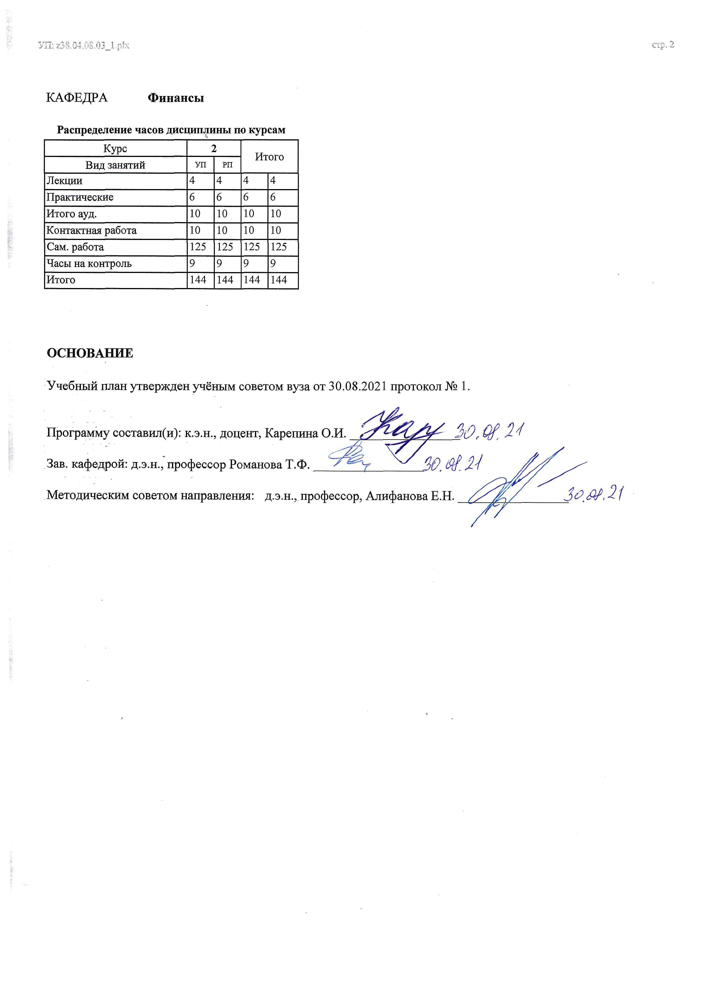 УП: z38.04.08.03_1.plx стр. 2
КАФЕДРА Финансы
Распределение часов дисциплины по курсам
Курс 2 Итого
Вид занятий УП РП
Лекции 4 4 4 4
Практические 6 6 6 6
Итого ауд. 10 10 10 10
Контактная работа 10 10 10 10
Сам. работа 125 125 125 125
Часы на контроль 9 9 9 9
Итого 144 144 144 144
ОСНОВАНИЕ
Учебный план утвержден учёным советом вуза от 30.08.2021 протокол № 1.
Программу составил(и): к.э.н., доцент, Карепина О.И. 30.08.21
Зав. кафедрой: д.э.н., профессор Романова Т.Ф. 30.08.21
Методическим советом направления: д.э.н., профессор, Алифанова Е.Н. 30.08.21